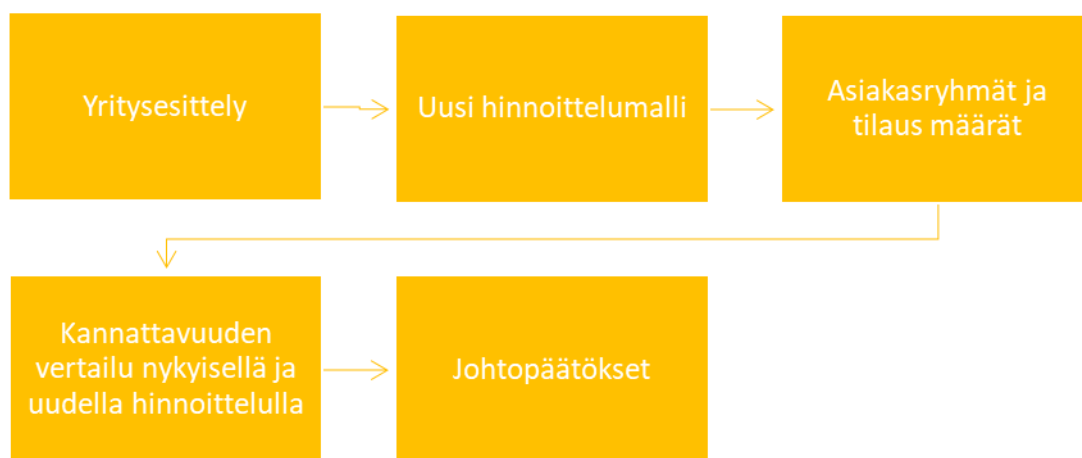 Yritysesittely
Uusi hinnoittelumalli
Asiakasryhmät ja
tilaus määrät
Kannattavuuden
vertailu nykyisellä ja
uudella hinnoittelulla
Johtopäätökset